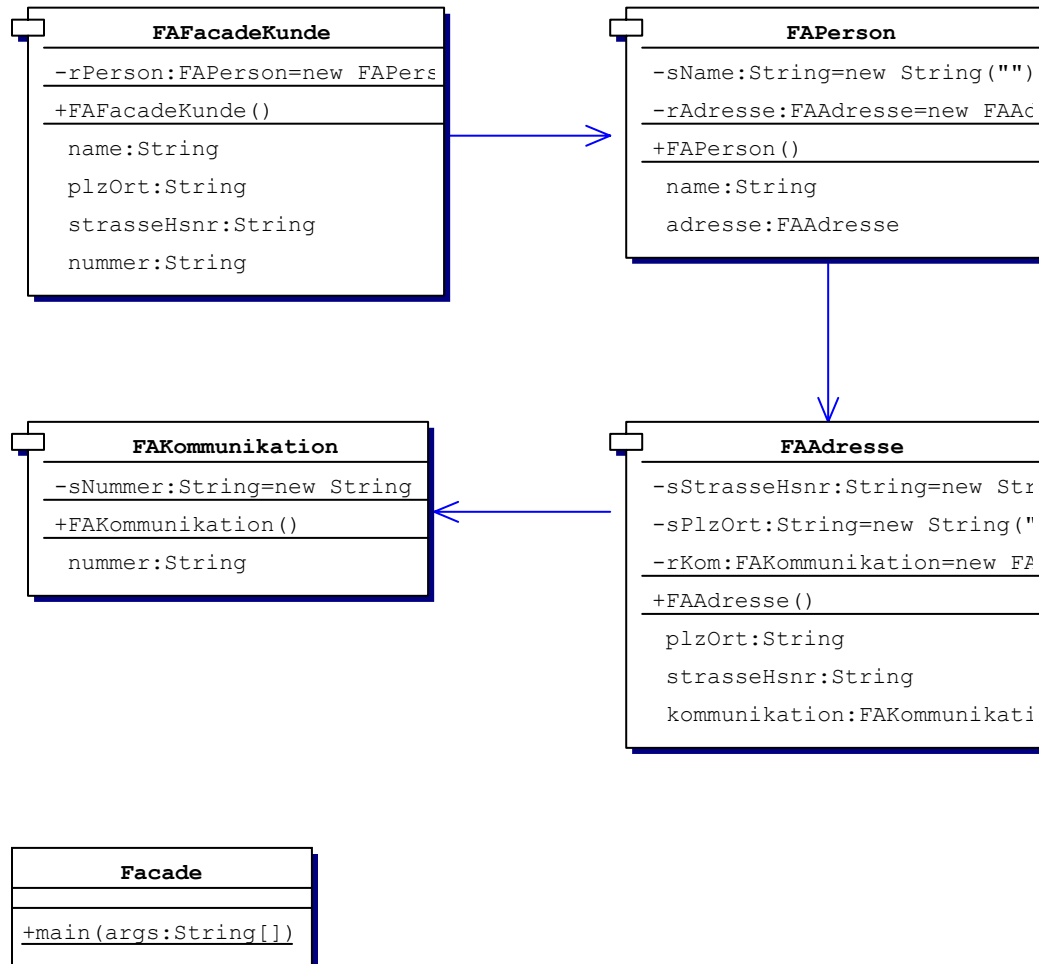 FAFacadeKunde
-rPerson:FAPerson=new FAPers
+FAFacadeKunde()
name:String
plzOrt:String
strasseHsnr:String
nummer:String
FAPerson
-sName:String=new String("")
-rAdresse:FAAdresse=new FAAd
+FAPerson()
name:String
adresse:FAAdresse
FAKommunikation
-sNummer:String=new String
+FAKommunikation()
nummer:String
FAAdresse
-sStrasseHsnr:String=new Str
-sPlzOrt:String=new String("
-rKom:FAKommunikation=new FA
+FAAdresse()
plzOrt:String
strasseHsnr:String
kommunikation:FAKommunikati
Facade
+main(args:String[])